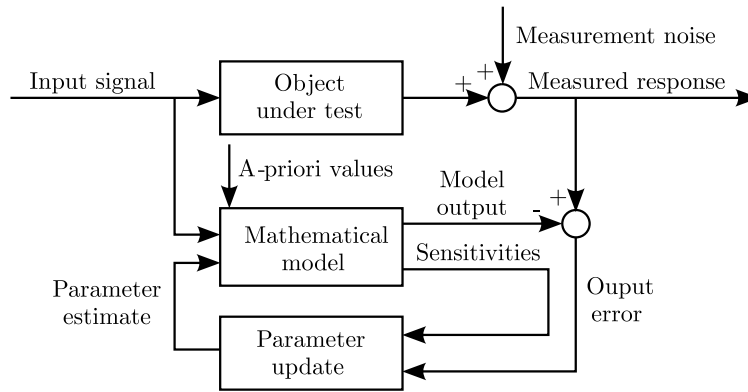 Measurement noise
Input signal
Object
under test
+
+
Measured response
A-priori values
Model
output
-
+
Mathematical
model
Sensitivities
Parameter
estimate
Ouput
error
Parameter
update